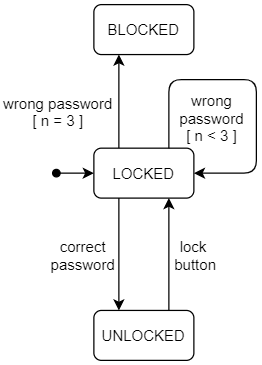 BLOCKED
wrong password
[ n = 3 ]
wrong
password
[ n < 3 ]
LOCKED
correct
password
lock
button
UNLOCKED